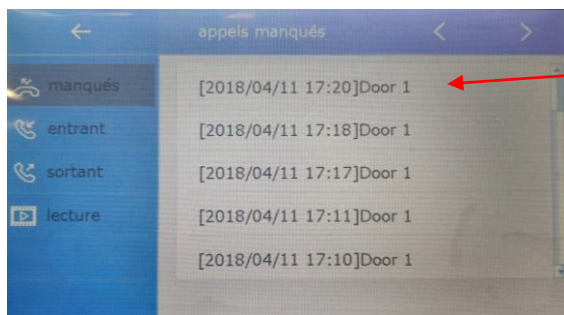 appels manqués
manqués
entrant
sortant
lecture
[2018/04/11 17:20]Door 1
[2018/04/11 17:18]Door 1
[2018/04/11 17:17]Door 1
[2018/04/11 17:11]Door 1
[2018/04/11 17:10]Door 1